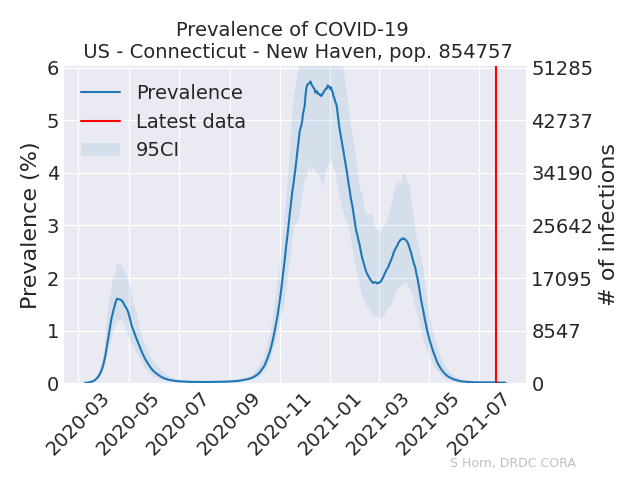 Prevalence of COVID-19
US - Connecticut - New Haven, pop. 854757
Prevalence
Latest data
95CI
Prevalence (%)
6
5
4
3
2
1
0
51285
42737
34190
25642
17095
8547
0
# of infections
2020-03
2020-05
2020-07
2020-09
2020-11
2021-01
2021-03
2021-05
2021-07
S Horn, DRDC CORA